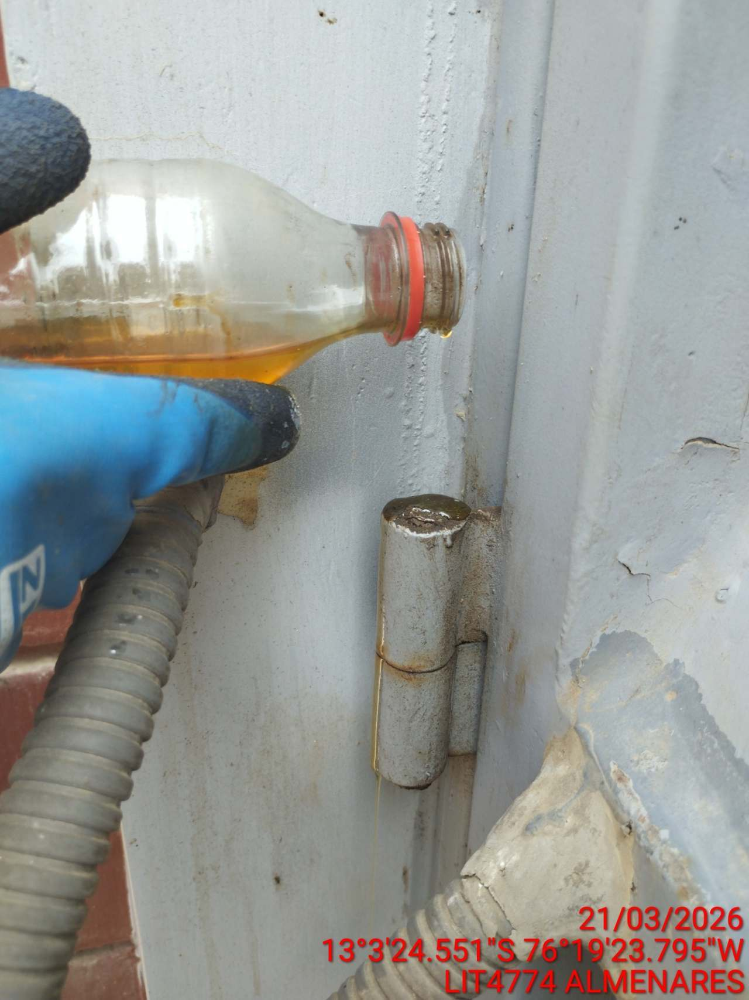 N
21/03/2026
13°3'24.551"S 76°19'23.795"W
LIT4774 ALMENARES